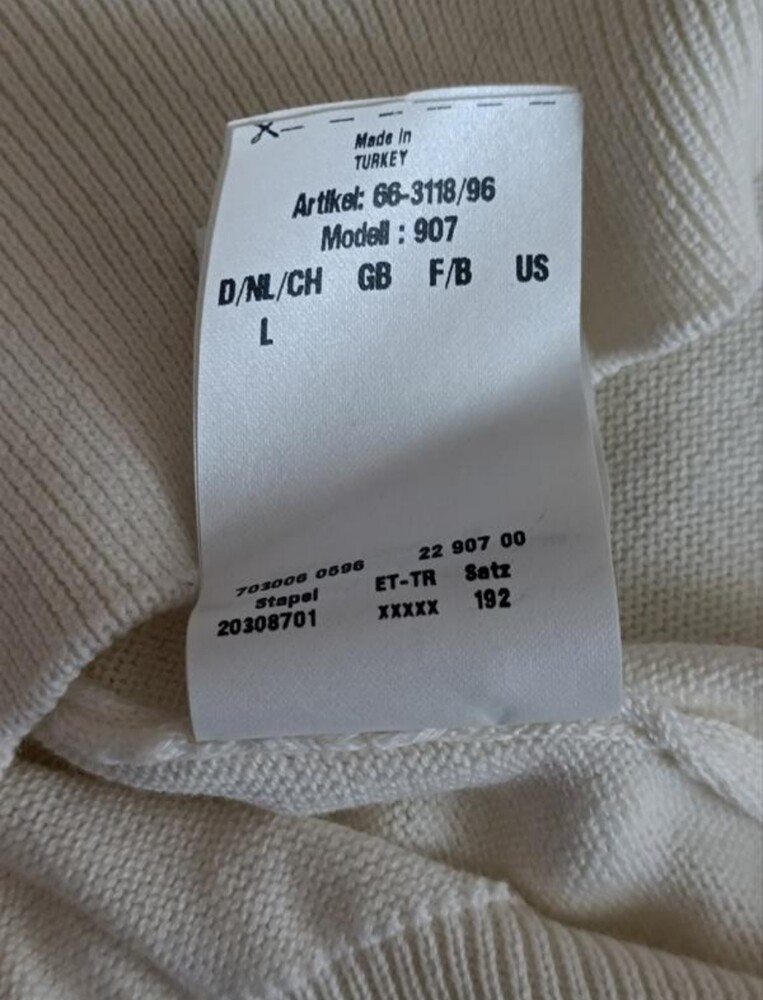 Made in
TURKEY
Artikel: 66-3118/96
Modell : 907
D/NL/CH GB F/B US
L
703006 0596 22 907 00
Stapel ET-TR Satz
20308701 xxxxx 192